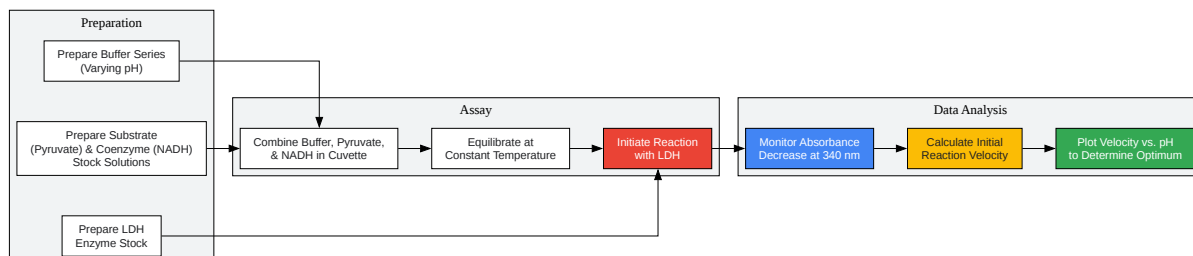 Preparation
Prepare Buffer Series
(Varying pH)
Prepare Substrate
(Pyruvate) & Coenzyme (NADH)
Stock Solutions
Prepare LDH
Enzyme Stock
Assay
Combine Buffer, Pyruvate,
& NADH in Cuvette
Equilibrate at
Constant Temperature
Initiate Reaction
with LDH
Data Analysis
Monitor Absorbance
Decrease at 340 nm
Calculate Initial
Reaction Velocity
Plot Velocity vs. pH
to Determine Optimum